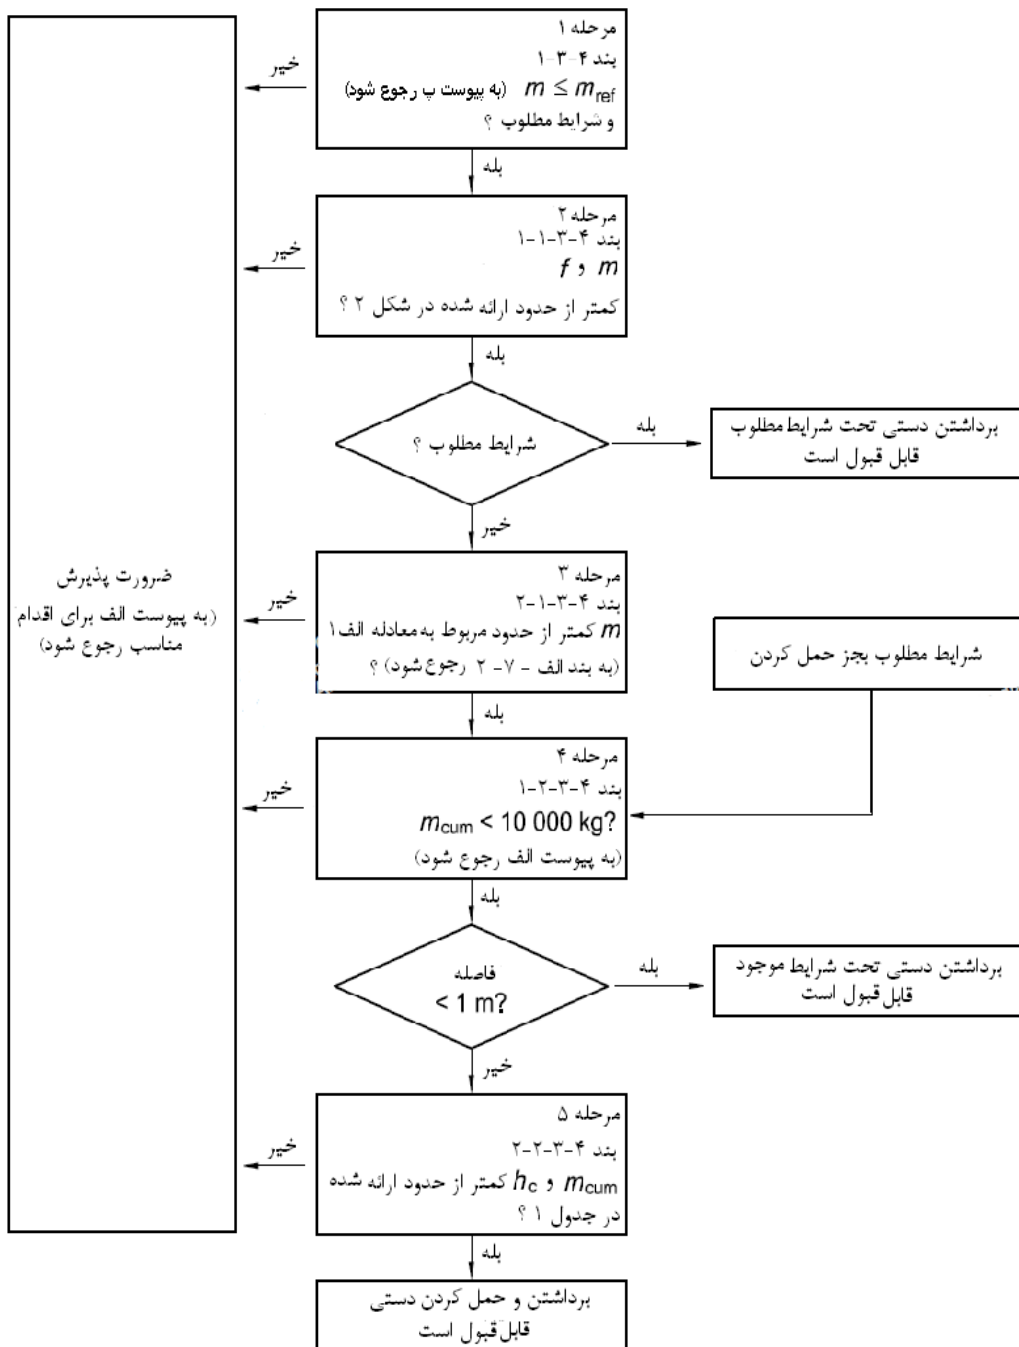 مرحله ۱
بند ۴-۳-۱
m ≤ m_ref (به پیوست پ رجوع شود)
و شرایط مطلوب ؟
خیر
بله
مرحله ۲
بند ۴-۳-۱-۱
m و f
کمتر از حدود ارائه شده در شکل ۲ ؟
خیر
بله
شرایط مطلوب ؟
بله
برداشتن دستی تحت شرایط مطلوب
قابل قبول است
خیر
مرحله ۳
بند ۴-۳-۱-۲
m کمتر از حدود مربوط به معادله الف۱
(به بند الف - ۷- ۲ رجوع شود) ؟
خیر
ضرورت پذیرش
(به پیوست الف برای اقدام
مناسب رجوع شود)
شرایط مطلوب بجز حمل کردن
بله
مرحله ۴
بند ۴-۳-۲-۱
m_cum < 10 000 kg?
(به پیوست الف رجوع شود)
خیر
بله
فاصله
< 1 m?
بله
برداشتن دستی تحت شرایط موجود
قابل قبول است
خیر
مرحله ۵
بند ۴-۳-۲-۲
m_cum و h_c کمتر از حدود ارائه شده
در جدول ۱ ؟
خیر
بله
برداشتن و حمل کردن دستی
قابل قبول است